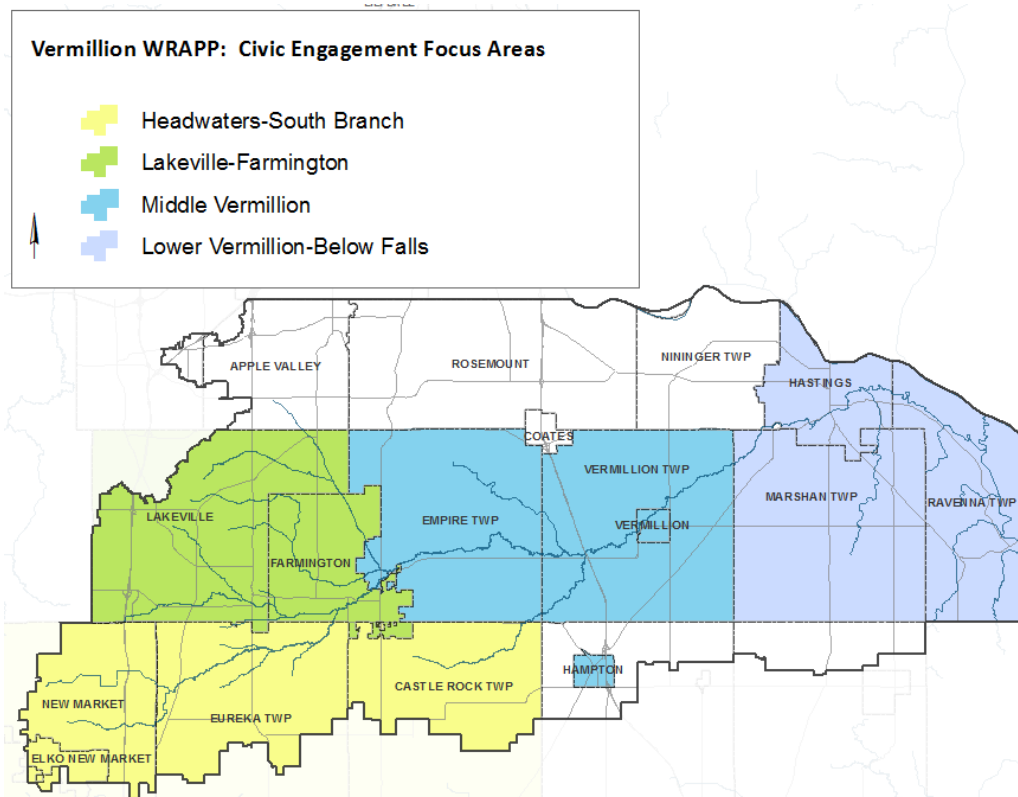 Vermillion WRAPP: Civic Engagement Focus Areas
Headwaters-South Branch
Lakeville-Farmington
Middle Vermillion
Lower Vermillion-Below Falls
APPLE VALLEY
ROSEMOUNT
NININGER TWP
HASTINGS
COATES
VERMILLION TWP
MARSHAN TWP
RAVENNA TWP
LAKEVILLE
EMPIRE TWP
VERMILLION
FARMINGTON
HAMPTON
CASTLE ROCK TWP
NEW MARKET
EUREKA TWP
ELKO NEW MARKET